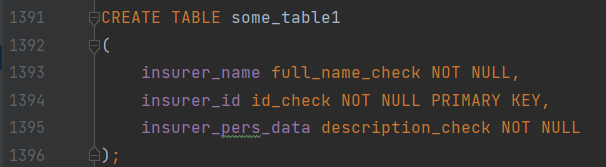 1391 CREATE TABLE some_table1
1392 (
1393 insurer_name full_name_check NOT NULL,
1394 insurer_id id_check NOT NULL PRIMARY KEY,
1395 insurer_pers_data description_check NOT NULL
1396 );